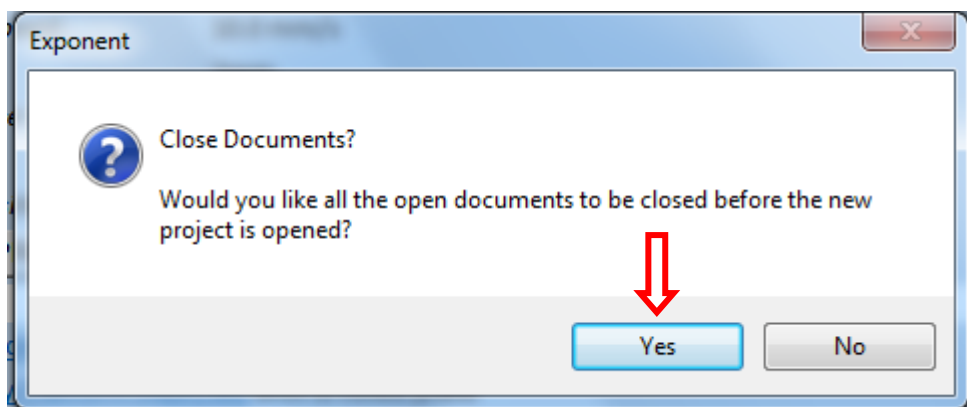 Exponent
Close Documents?
Would you like all the open documents to be closed before the new
project is opened?
Yes
No